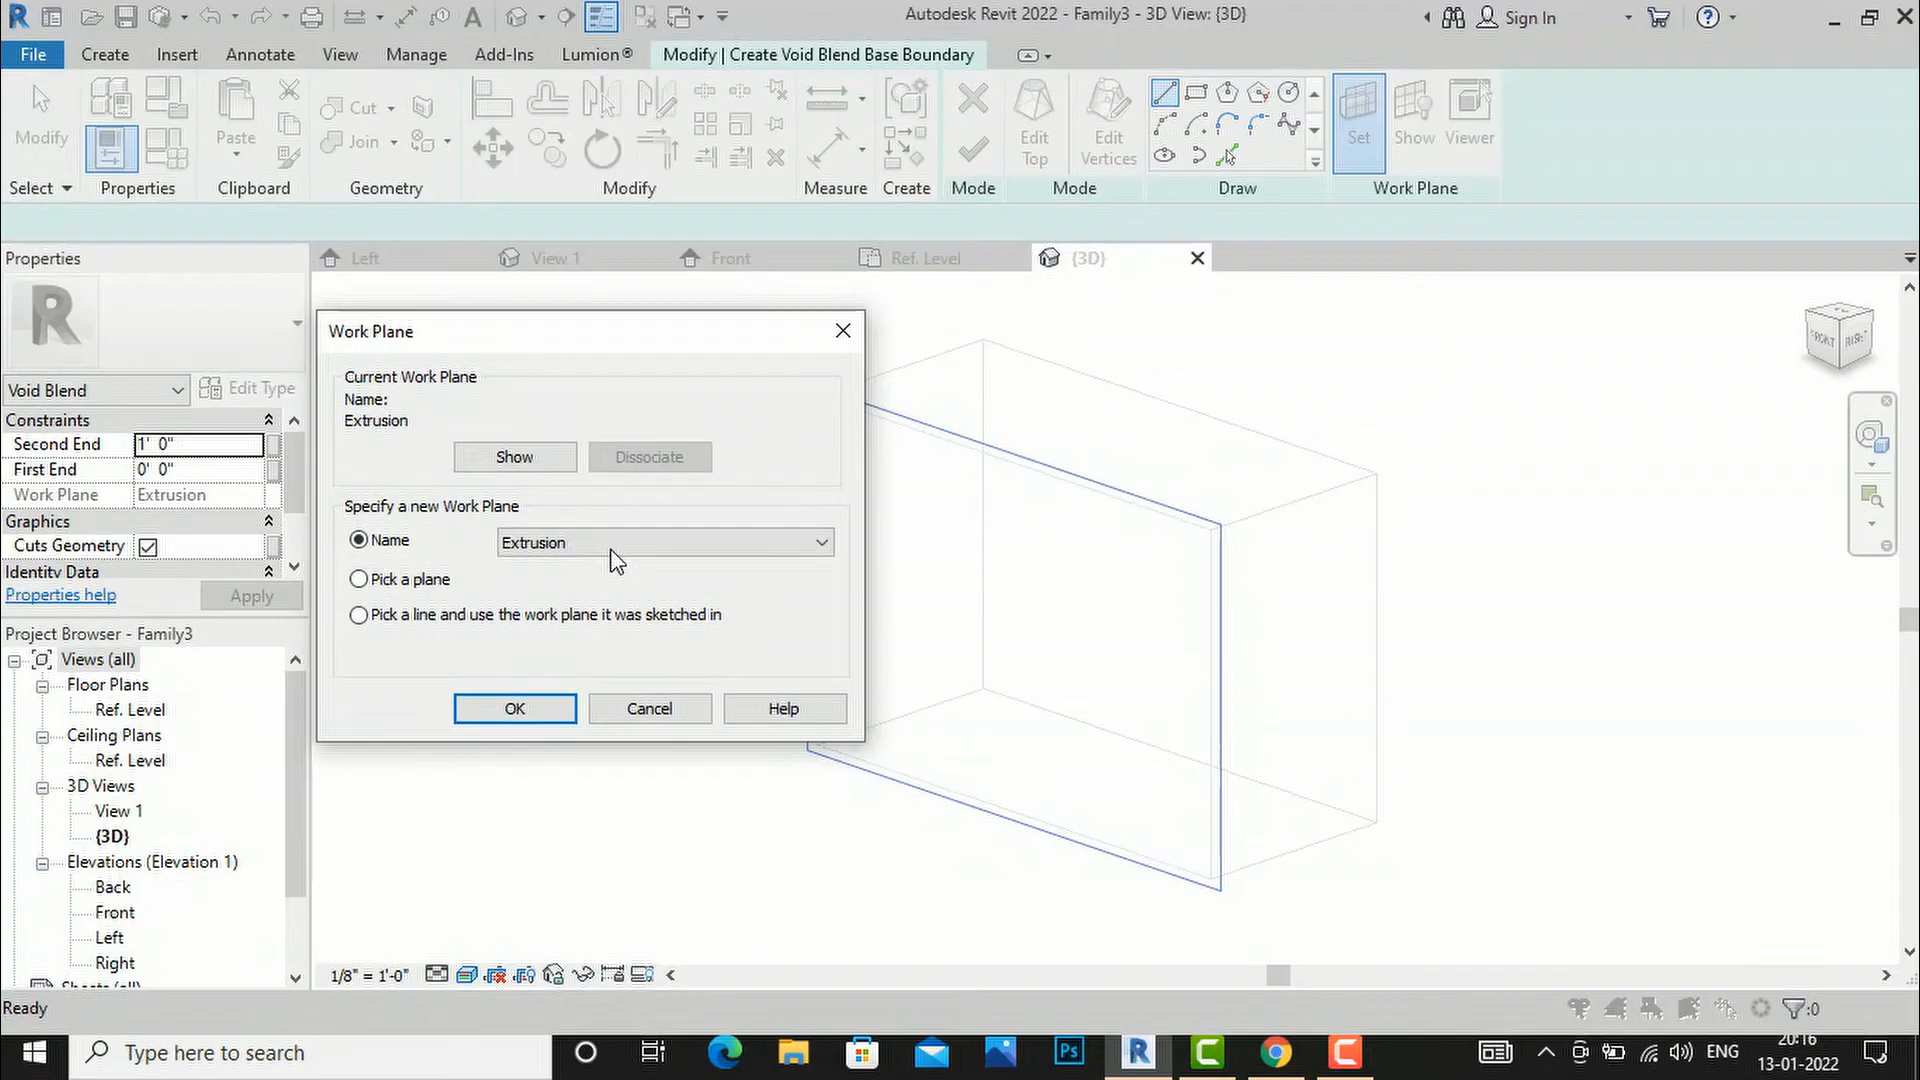 Autodesk Revit 2022 - Family3 - 3D View: {3D}
Sign In
File Create Insert Annotate View Manage Add-Ins Lumion® Modify | Create Void Blend Base Boundary
Modify
Paste
Cut
Join
Edit Top
Edit Vertices
Set Show Viewer
Select Properties Clipboard Geometry Modify Measure Create Mode Mode Draw Work Plane
Properties
Left View 1 Front Ref. Level {3D}
Void Blend Edit Type
Constraints
Second End 1' 0"
First End 0' 0"
Work Plane Extrusion
Graphics
Cuts Geometry
Identity Data
Properties help Apply
Project Browser - Family3
Views (all)
Floor Plans
Ref. Level
Ceiling Plans
Ref. Level
3D Views
View 1
{3D}
Elevations (Elevation 1)
Back
Front
Left
Right
Sheets (all)
Work Plane
Current Work Plane
Name:
Extrusion
Show Dissociate
Specify a new Work Plane
Name Extrusion
Pick a plane
Pick a line and use the work plane it was sketched in
OK Cancel Help
FRONT RIGHT
1/8" = 1'-0"
Ready
:0
Type here to search
Ps
ENG
20:16
13-01-2022